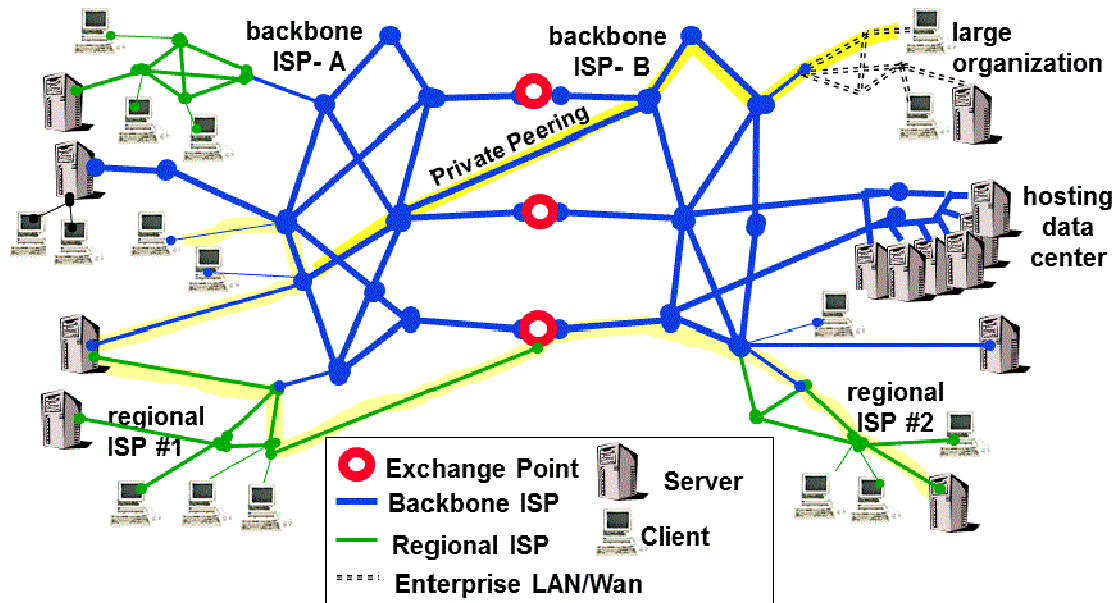 backbone
ISP- A
backbone
ISP- B
large
organization
Private Peering
hosting
data
center
regional
ISP #1
regional
ISP #2
Exchange Point
Server
Backbone ISP
Client
Regional ISP
Enterprise LAN/Wan